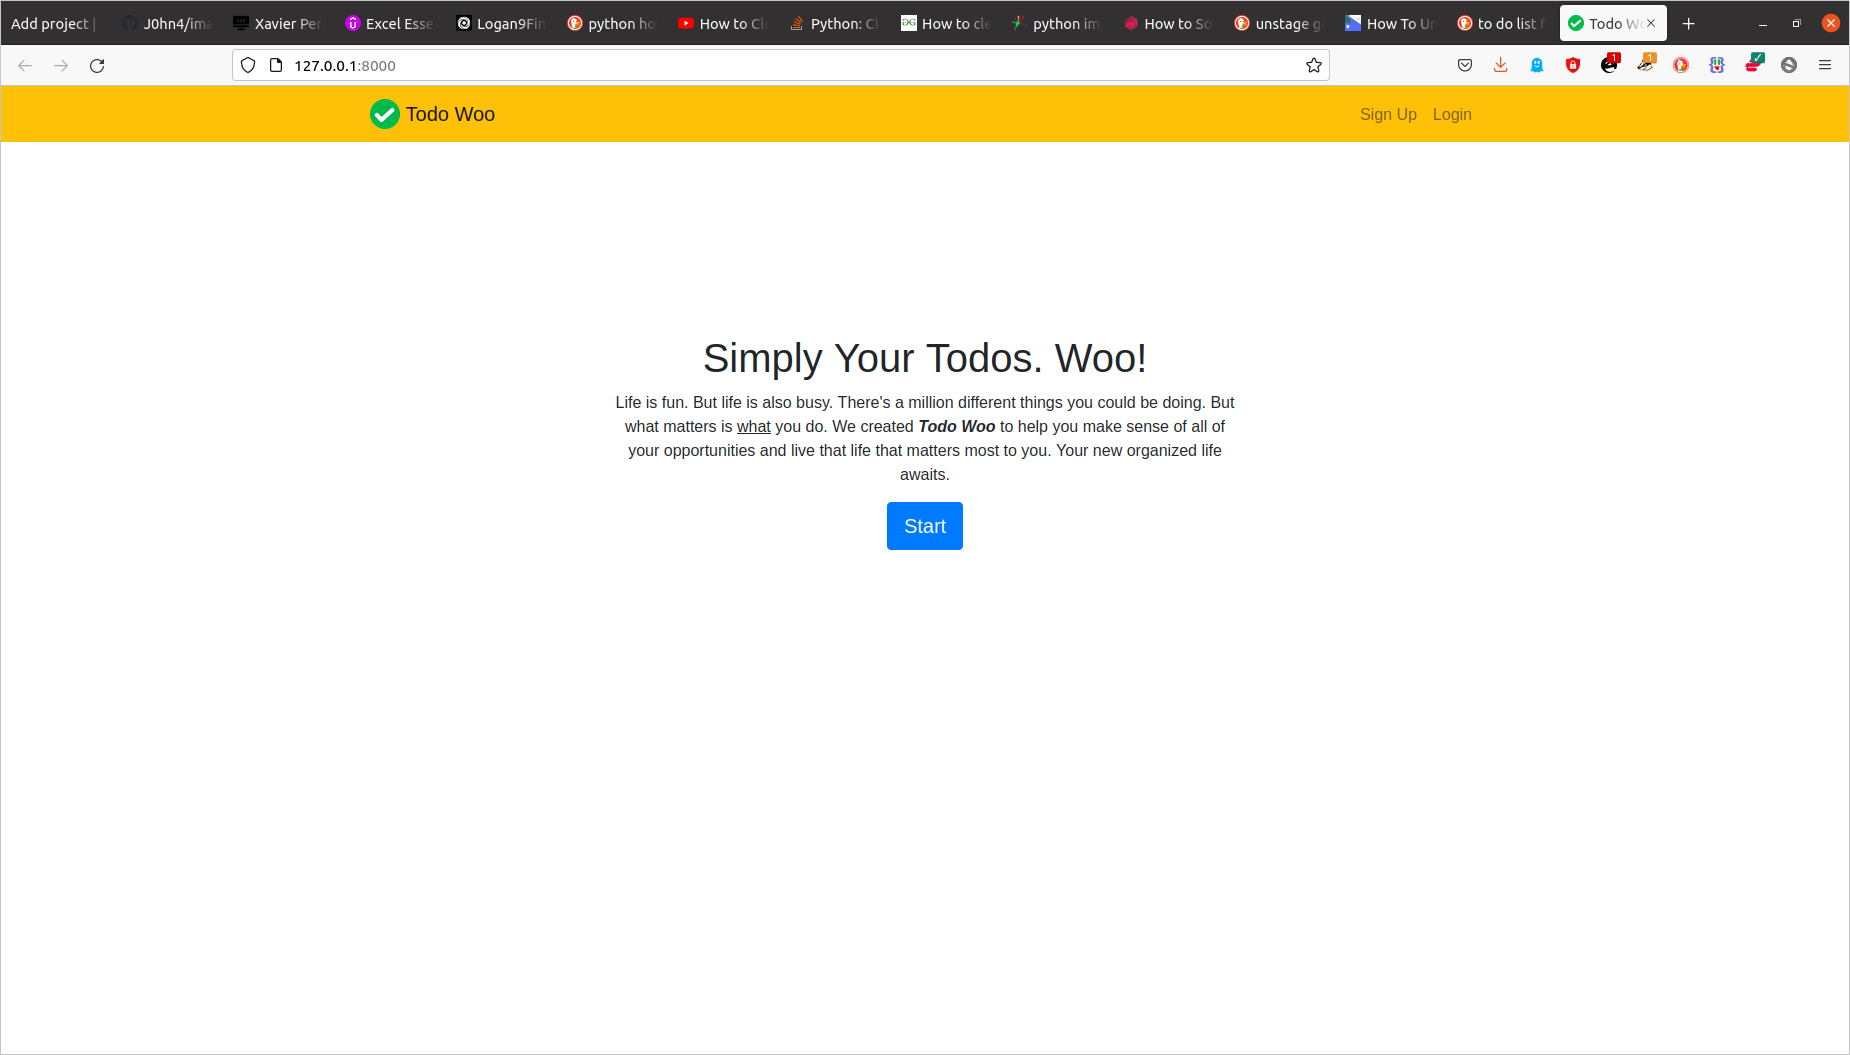 Add project |
J0hn4/ima
Xavier Per
Excel Esse
Logan9Fin
python ho
How to Cl
Python: Cl
How to cle
python im
How to So
unstage g
How To Un
to do list f
Todo W
127.0.0.1:8000
1
1
Todo Woo
Sign Up
Login
Simply Your Todos. Woo!
Life is fun. But life is also busy. There's a million different things you could be doing. But
what matters is what you do. We created Todo Woo to help you make sense of all of
your opportunities and live that life that matters most to you. Your new organized life
awaits.
Start